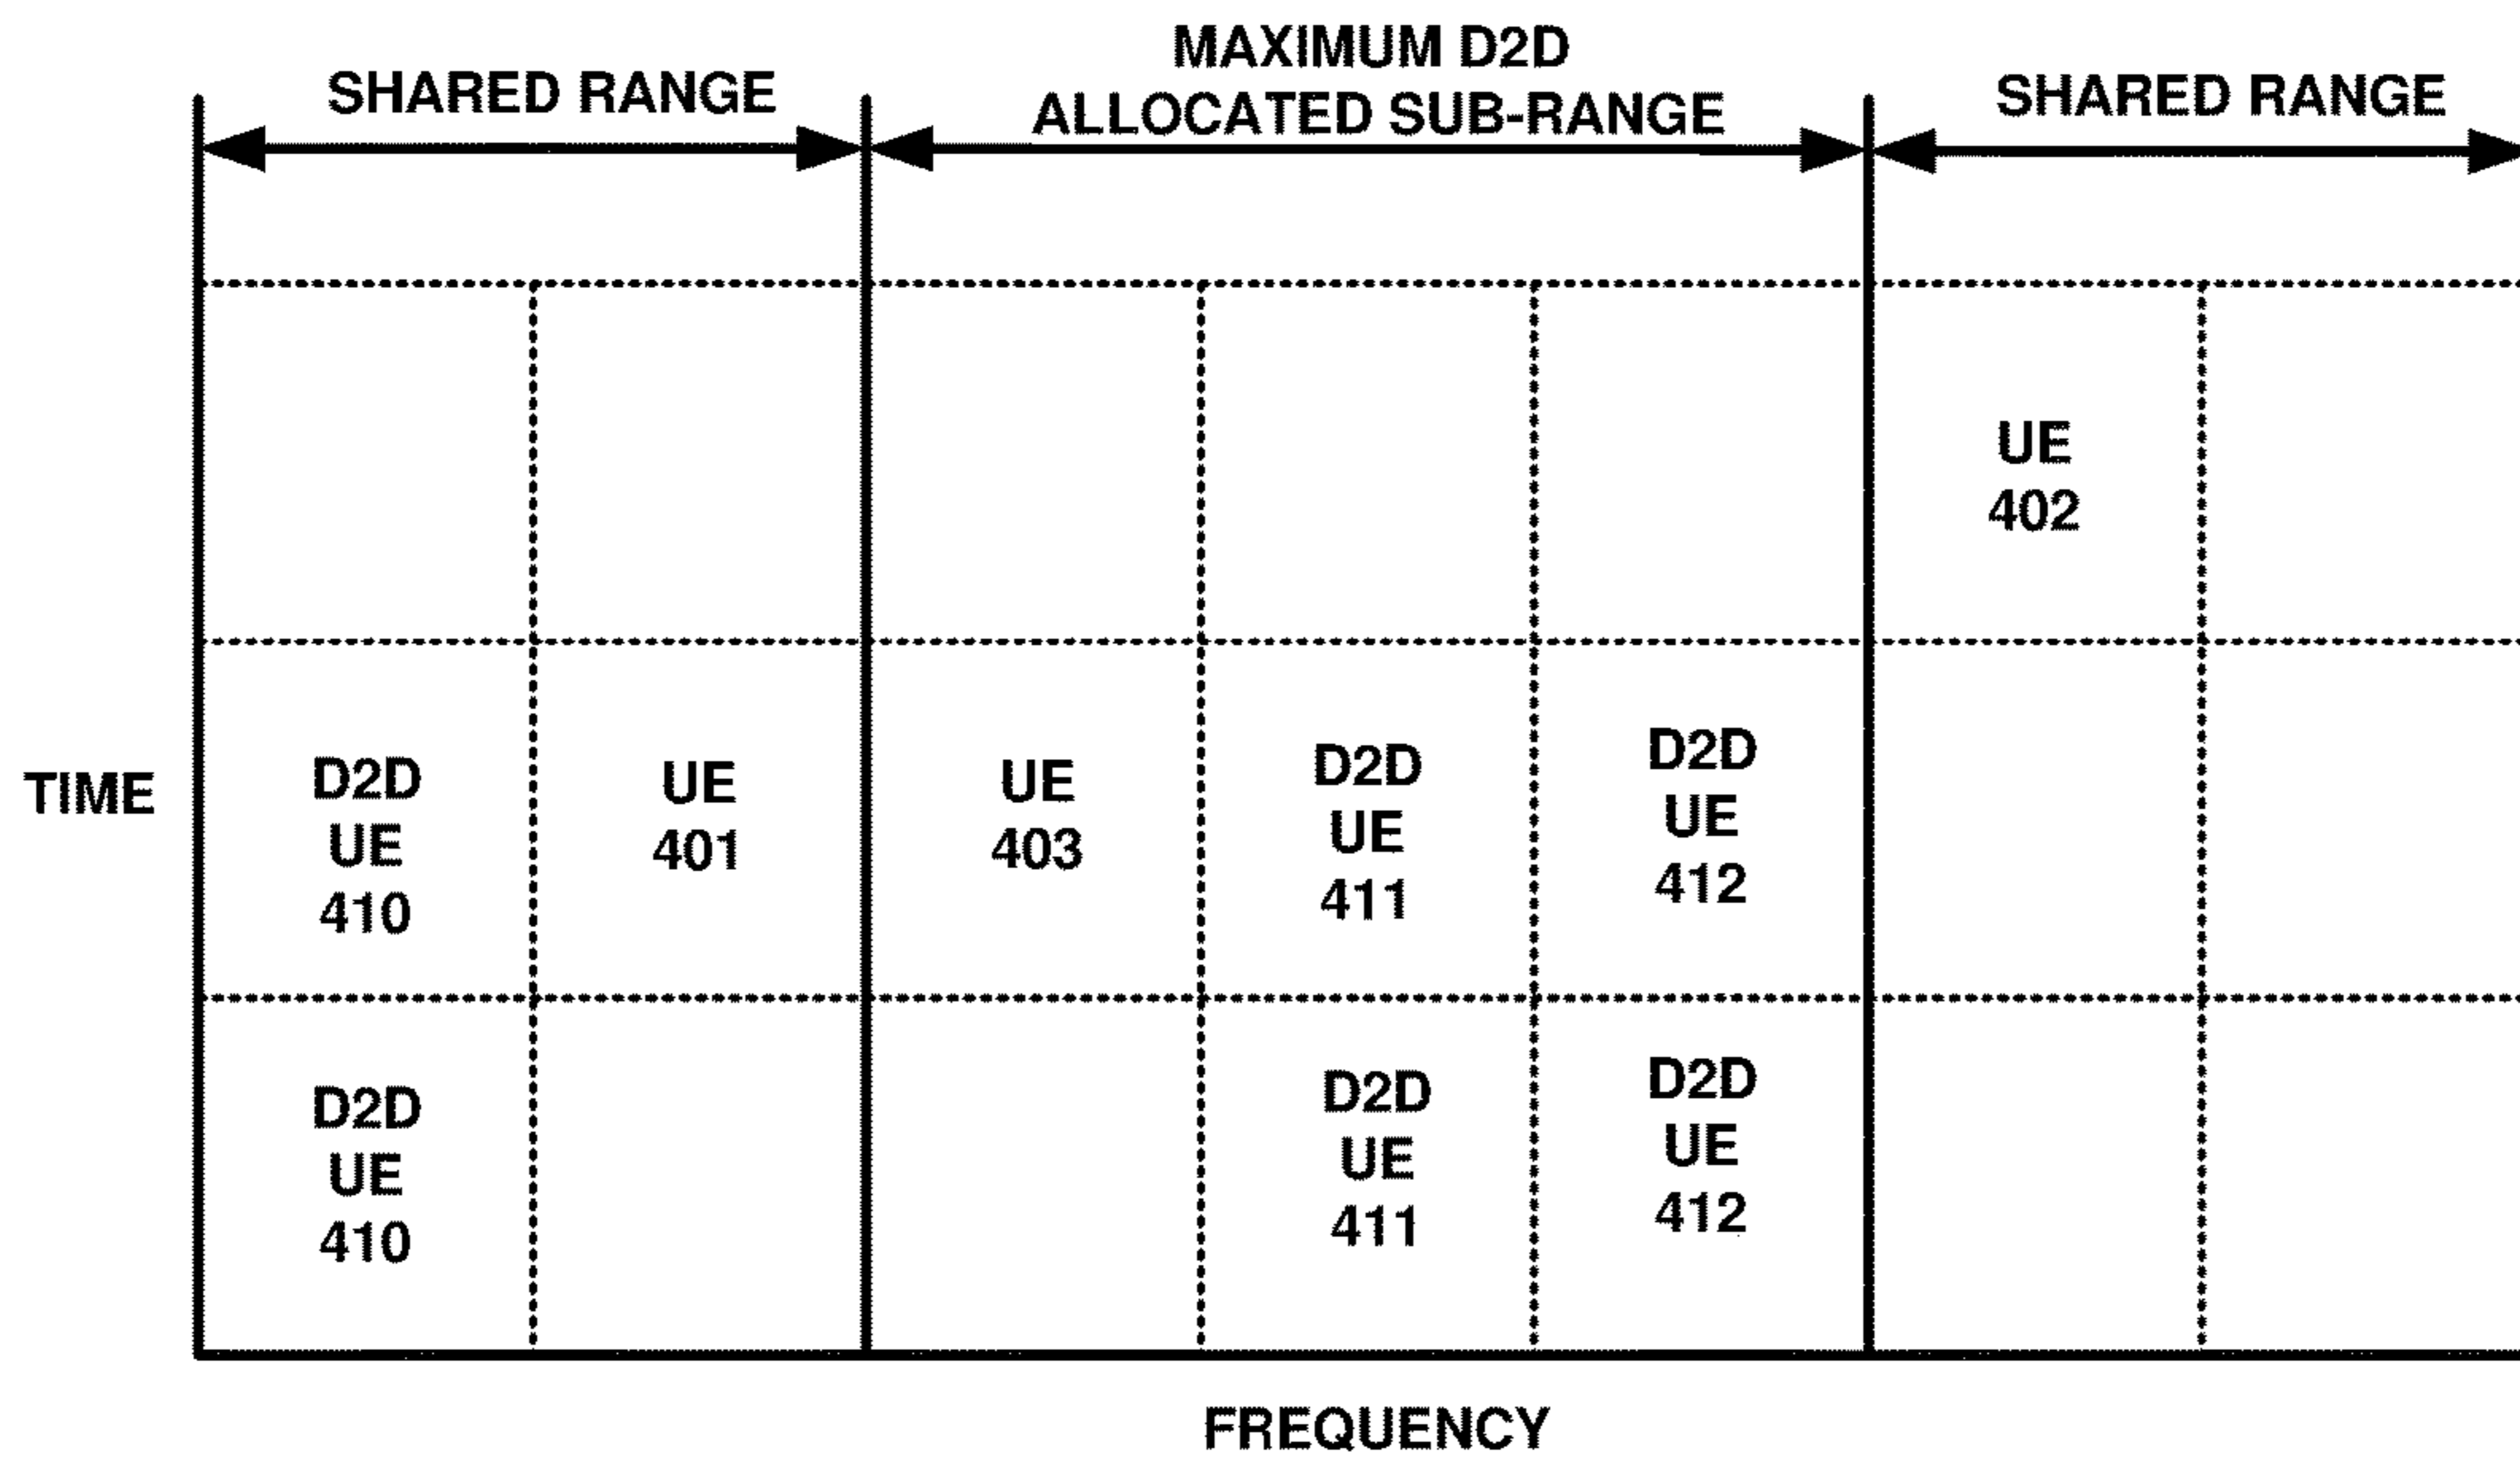 SHARED RANGE
MAXIMUM D2D
ALLOCATED SUB-RANGE
SHARED RANGE
UE
402
TIME
D2D
UE
410
UE
401
UE
403
D2D
UE
411
D2D
UE
412
D2D
UE
410
D2D
UE
411
D2D
UE
412
FREQUENCY